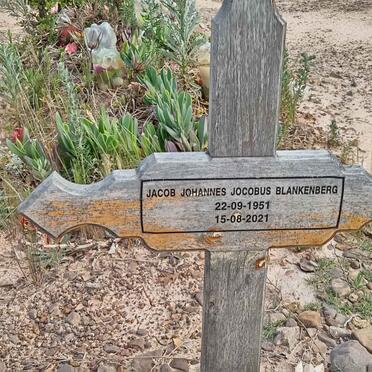 JACOB JOHANNES JOCOBUS BLANKENBERG
22-09-1951
15-08-2021